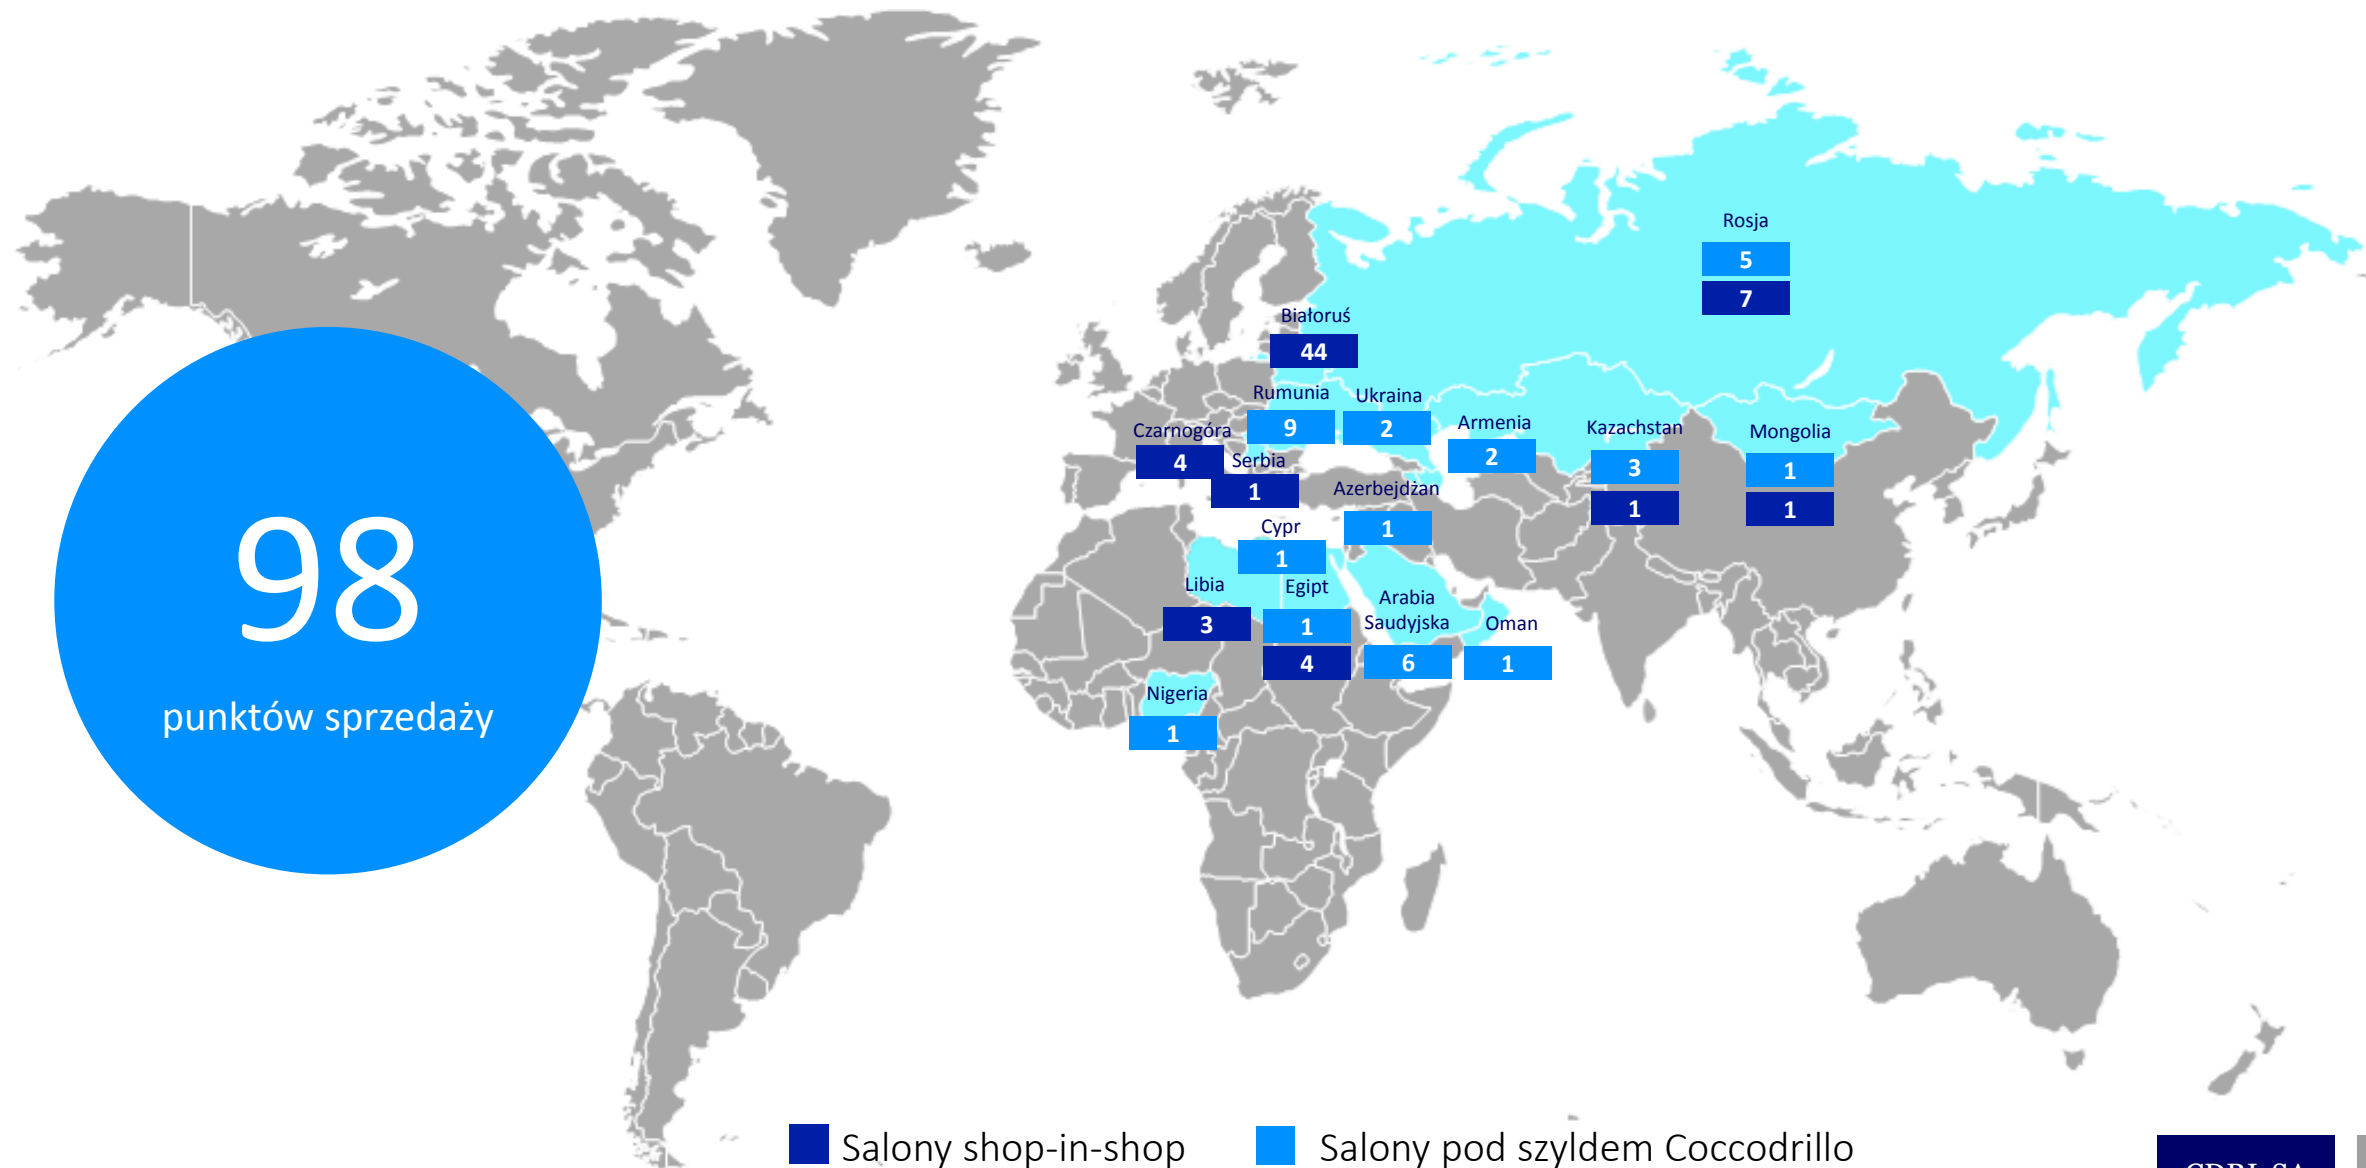 Rosja
5
7
Białoruś
44
Rumunia
9
Ukraina
2
Czarnogóra
4
Serbia
1
Armenia
2
Kazachstan
3
1
Mongolia
1
1
Azerbejdżan
1
Cypr
1
Libia
3
Egipt
1
4
Arabia
Saudyjska
6
Oman
1
Nigeria
1
98
punktów sprzedaży
Salony shop-in-shop
Salony pod szyldem Coccodrillo
CDRL SA